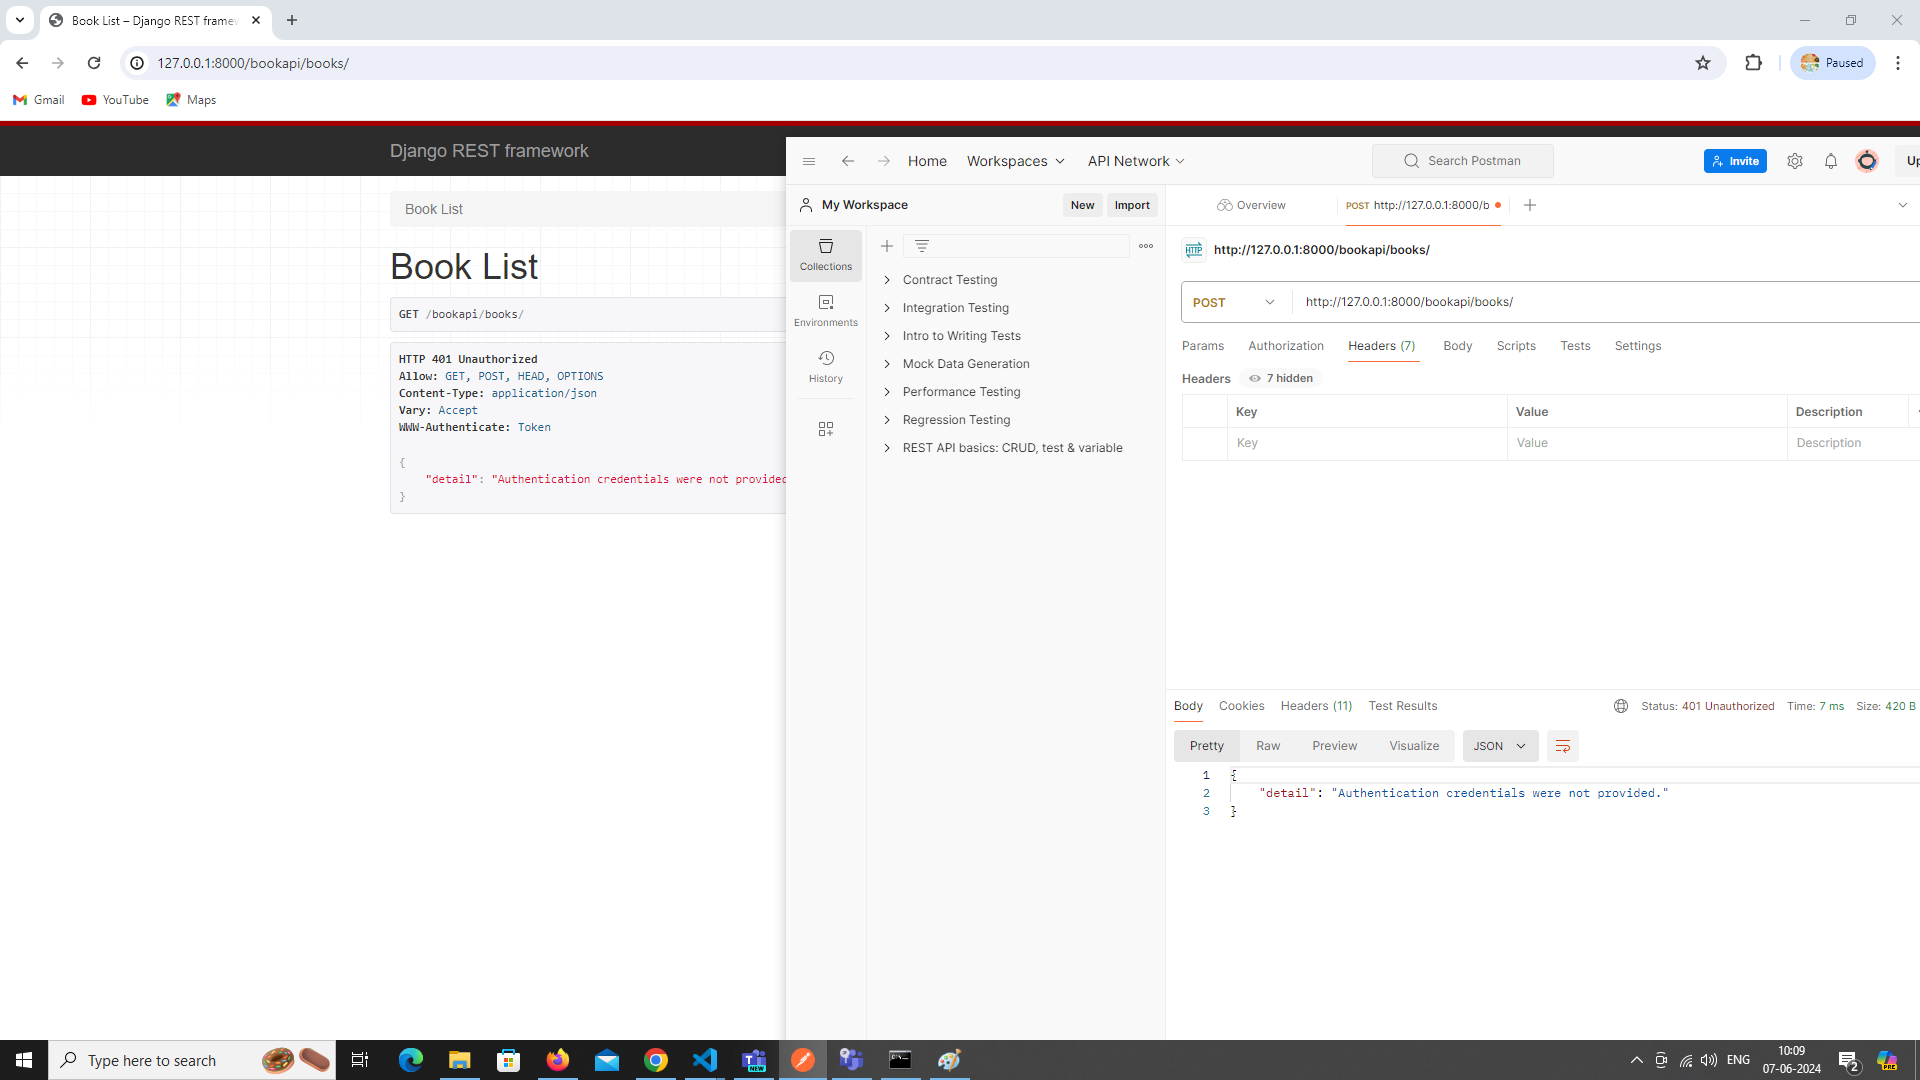 Book List – Django REST framew
127.0.0.1:8000/bookapi/books/
Paused
Gmail
YouTube
Maps
Django REST framework
Book List
Book List
GET /bookapi/books/
HTTP 401 Unauthorized
Allow: GET, POST, HEAD, OPTIONS
Content-Type: application/json
Vary: Accept
WWW-Authenticate: Token
{
"detail": "Authentication credentials were not provided
}
Home Workspaces API Network
Search Postman
Invite
Up
My Workspace
New Import
Collections
Environments
History
Contract Testing
Integration Testing
Intro to Writing Tests
Mock Data Generation
Performance Testing
Regression Testing
REST API basics: CRUD, test & variable
Overview
POST http://127.0.0.1:8000/b
HTTP http://127.0.0.1:8000/bookapi/books/
POST http://127.0.0.1:8000/bookapi/books/
Params Authorization Headers (7) Body Scripts Tests Settings
Headers 7 hidden
Key Value Description
Key Value Description
Body Cookies Headers (11) Test Results
Status: 401 Unauthorized Time: 7 ms Size: 420 B
Pretty Raw Preview Visualize JSON
1 {
2 "detail": "Authentication credentials were not provided."
3 }
Type here to search
NEW
ENG
10:09
07-06-2024
2
PRE